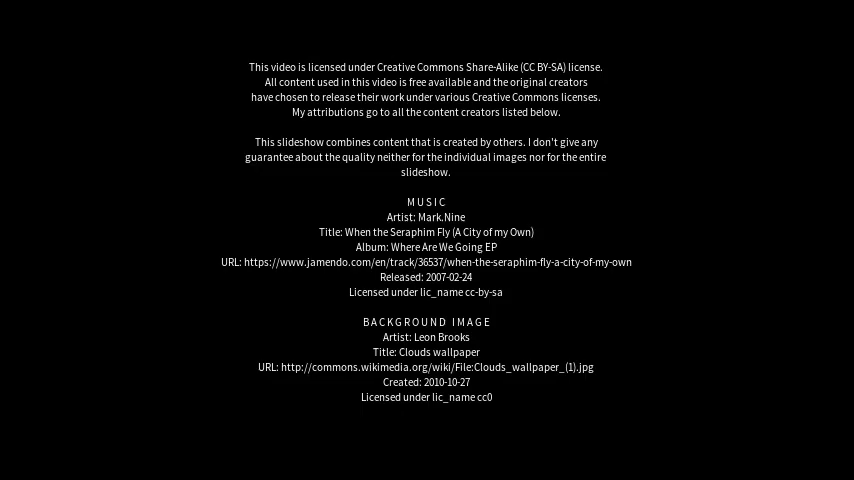 This video is licensed under Creative Commons Share-Alike (CC BY-SA) license.
All content used in this video is free available and the original creators
have chosen to release their work under various Creative Commons licenses.
My attributions go to all the content creators listed below.
This slideshow combines content that is created by others. I don't give any
guarantee about the quality neither for the individual images nor for the entire
slideshow.
MUSIC
Artist: Mark.Nine
Title: When the Seraphim Fly (A City of my Own)
Album: Where Are We Going EP
URL: https://www.jamendo.com/en/track/36537/when-the-seraphim-fly-a-city-of-my-own
Released: 2007-02-24
Licensed under lic_name cc-by-sa
BACKGROUND IMAGE
Artist: Leon Brooks
Title: Clouds wallpaper
URL: http://commons.wikimedia.org/wiki/File:Clouds_wallpaper_(1).jpg
Created: 2010-10-27
Licensed under lic_name cc0